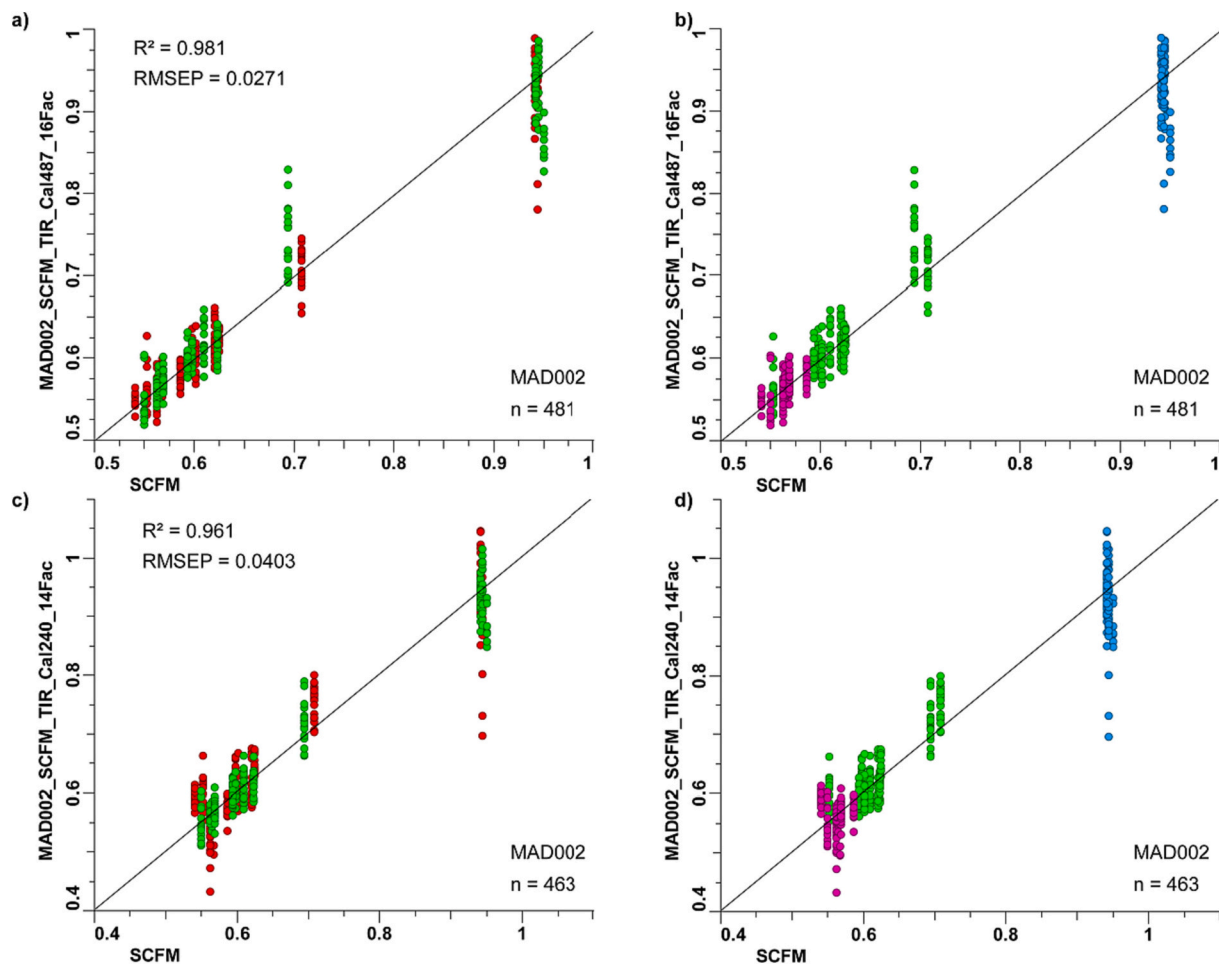 a)
R² = 0.981
RMSEP = 0.0271
MAD002_SCFM_TIR_Cal487_16Fac
1
0.9
0.8
0.7
0.6
0.5
MAD002
n = 481
0.5 0.6 0.7 0.8 0.9 1
SCFM
b)
MAD002_SCFM_TIR_Cal487_16Fac
1
0.9
0.8
0.7
0.6
0.5
MAD002
n = 481
0.5 0.6 0.7 0.8 0.9 1
SCFM
c)
R² = 0.961
RMSEP = 0.0403
MAD002_SCFM_TIR_Cal240_14Fac
1
0.8
0.6
0.4
MAD002
n = 463
0.4 0.6 0.8 1
SCFM
d)
MAD002_SCFM_TIR_Cal240_14Fac
1
0.8
0.6
0.4
MAD002
n = 463
0.4 0.6 0.8 1
SCFM